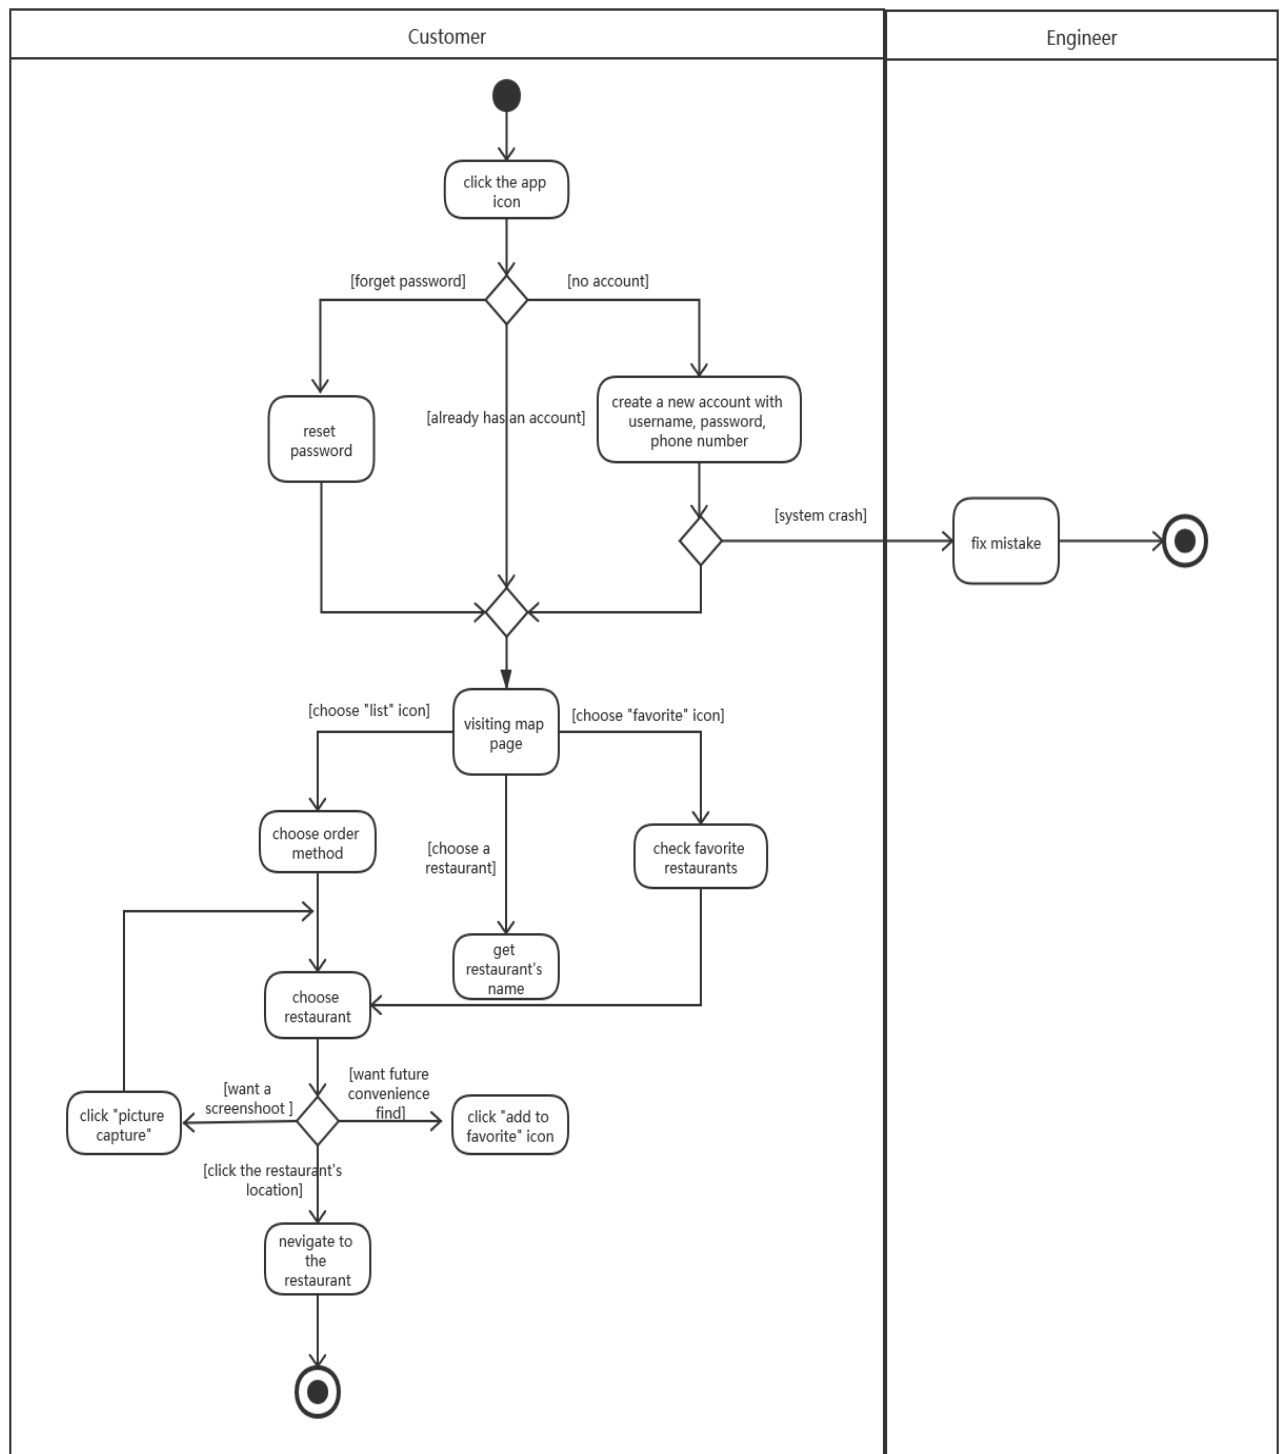 Customer
Engineer
click the app
icon
[forget password]
[no account]
reset
password
[already has an account]
create a new account with
username, password,
phone number
[system crash]
fix mistake
[choose "list" icon]
visiting map
page
[choose "favorite" icon]
choose order
method
[choose a
restaurant]
check favorite
restaurants
get
restaurant's
name
choose
restaurant
click "picture
capture"
[want a
screenshoot ]
[want future
convenience
find]
click "add to
favorite" icon
[click the restaurant's
location]
nevigate to
the
restaurant